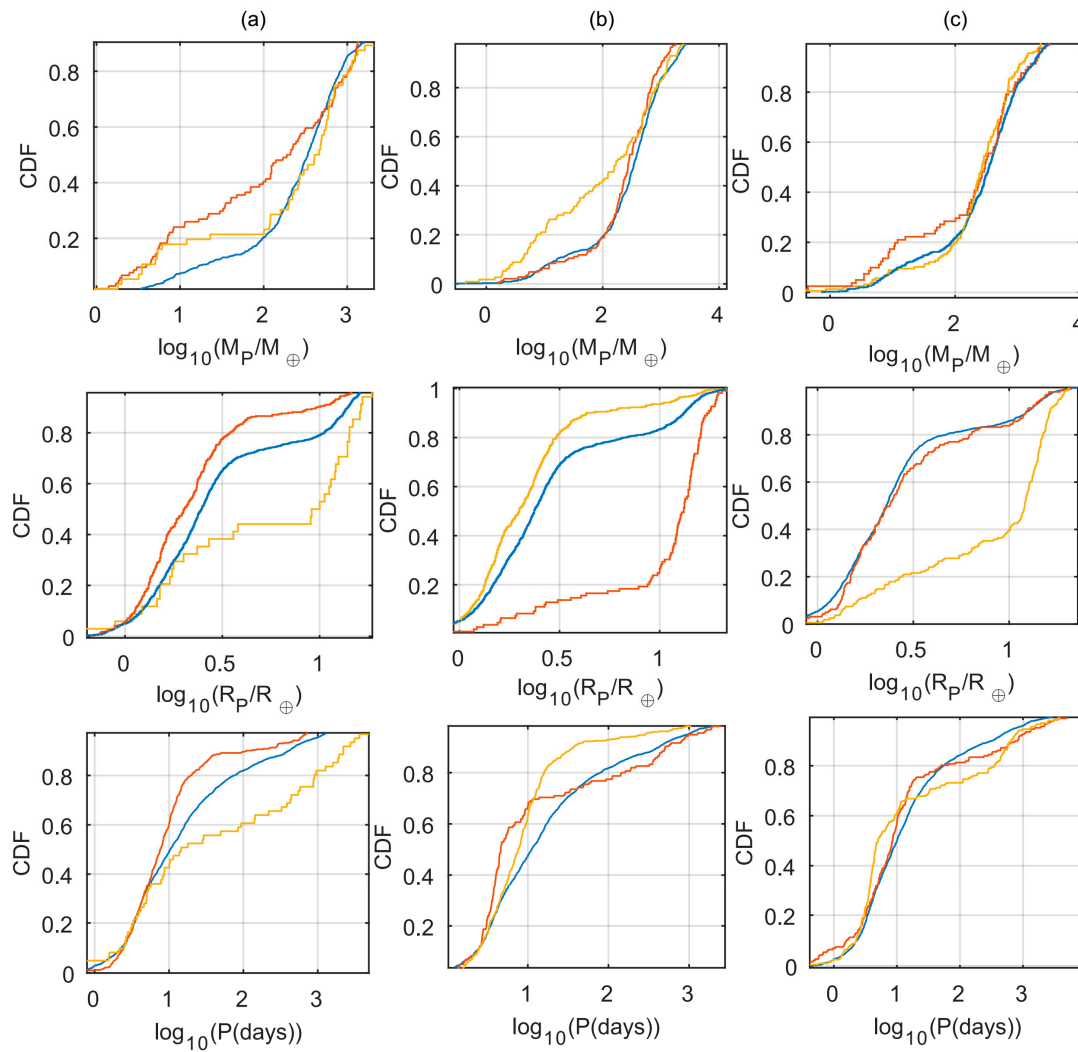 (a) (b) (c)
CDF CDF CDF
0.8 0.8 0.8
0.6 0.6 0.6
0.4 0.4 0.4
0.2 0.2 0.2
0 0
0 1 2 3 0 2 4 0 2 4
log10(MP/M⊕) log10(MP/M⊕) log10(MP/M⊕)
CDF CDF CDF
1 1
0.8 0.8 0.8
0.6 0.6 0.6
0.4 0.4 0.4
0.2 0.2 0.2
0 0 0
0 0.5 1 0 0.5 1 0 0.5 1
log10(RP/R⊕) log10(RP/R⊕) log10(RP/R⊕)
CDF CDF CDF
0.8 0.8 0.8
0.6 0.6 0.6
0.4 0.4 0.4
0.2 0.2 0.2
0 0
0 1 2 3 0 1 2 3 0 1 2 3
log10(P(days)) log10(P(days)) log10(P(days))